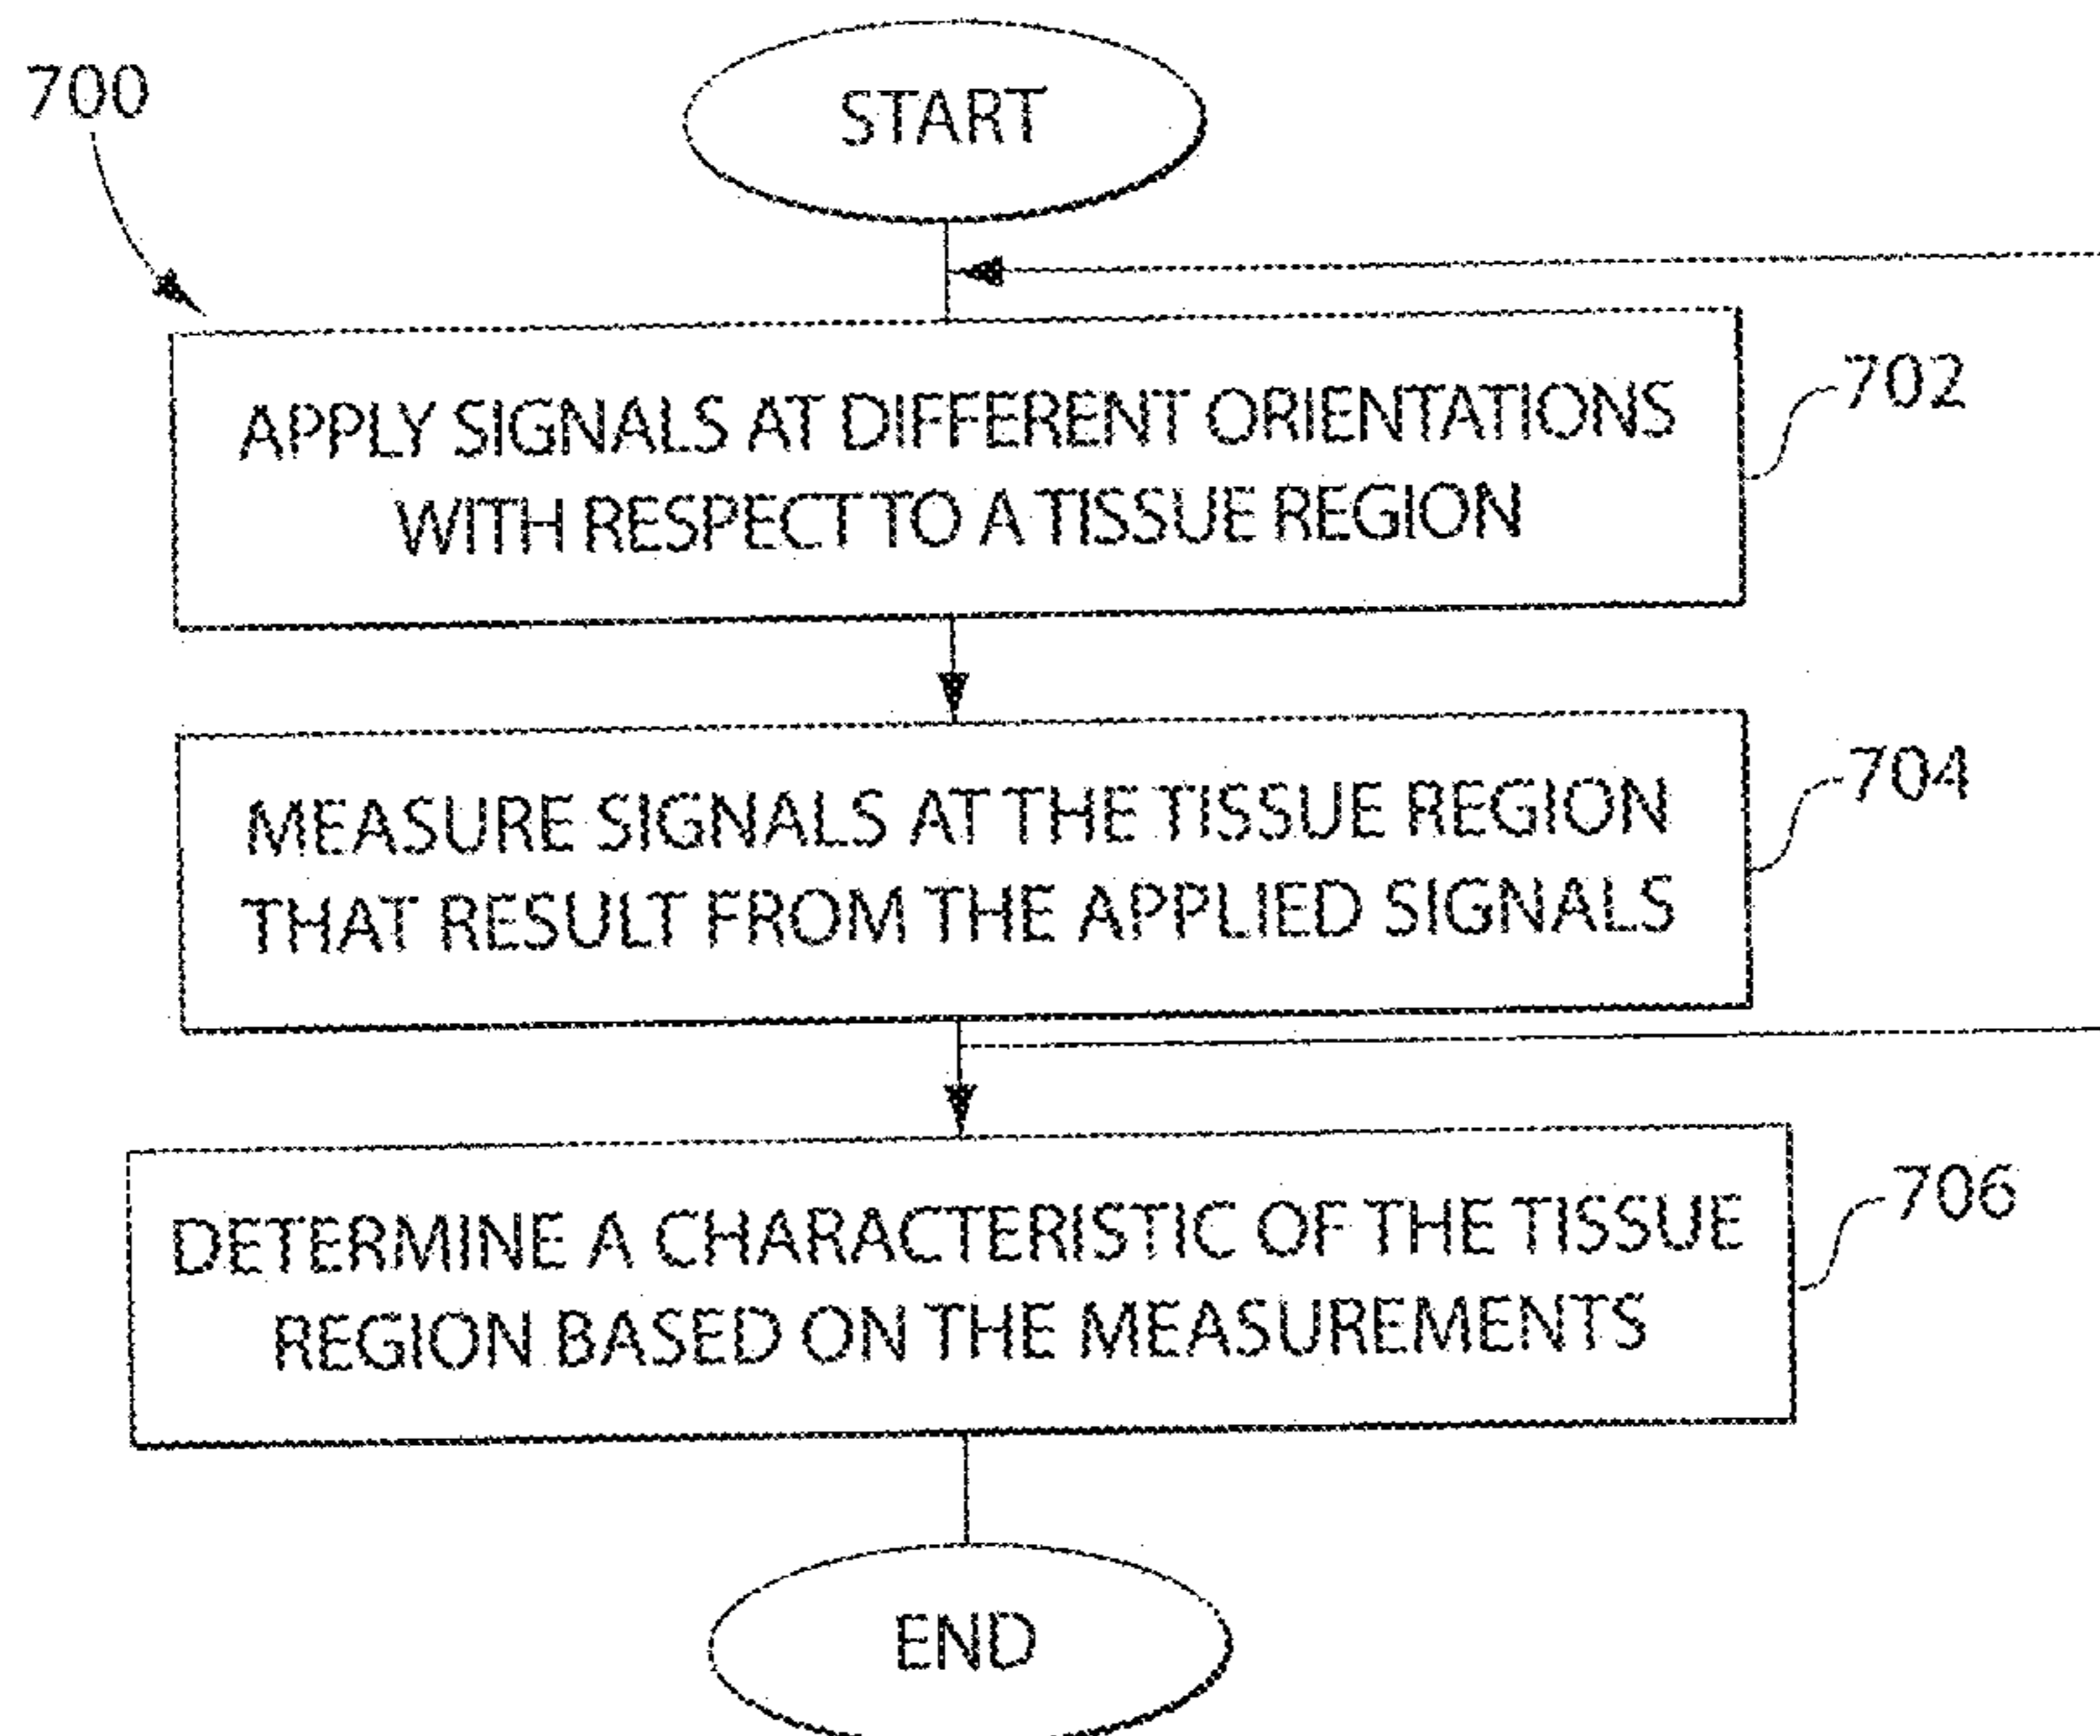 700
START
APPLY SIGNALS AT DIFFERENT ORIENTATIONS
WITH RESPECT TO A TISSUE REGION
702
MEASURE SIGNALS AT THE TISSUE REGION
THAT RESULT FROM THE APPLIED SIGNALS
704
DETERMINE A CHARACTERISTIC OF THE TISSUE
REGION BASED ON THE MEASUREMENTS
706
END